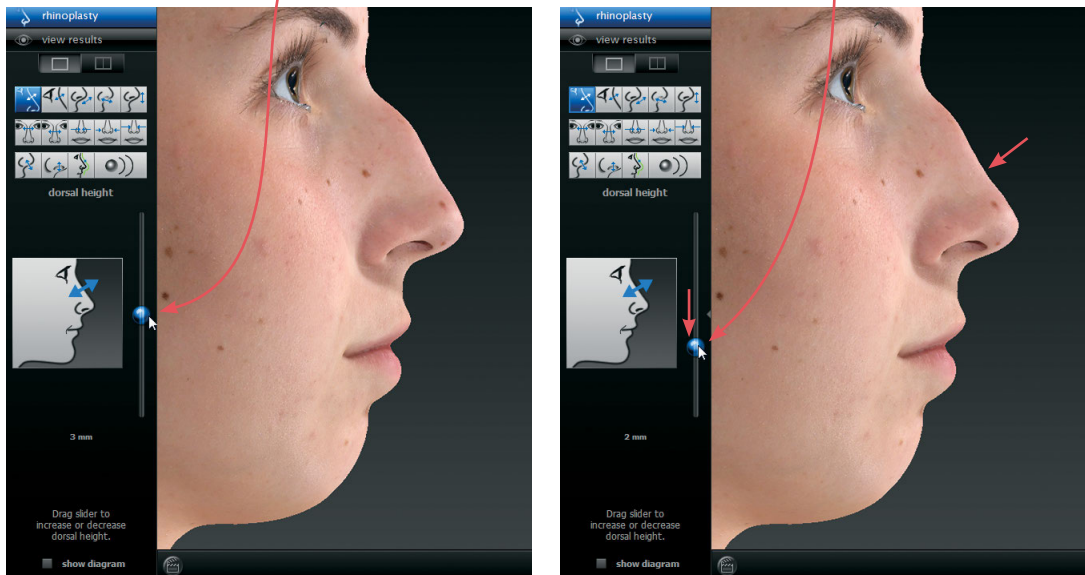 rhinoplasty
view results
dorsal height
3 mm
Drag slider to
increase or decrease
dorsal height.
show diagram
rhinoplasty
view results
dorsal height
2 mm
Drag slider to
increase or decrease
dorsal height.
show diagram